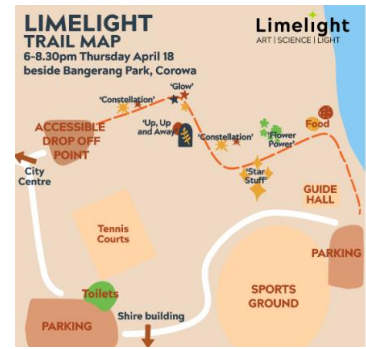 LIMELIGHT
TRAIL MAP
6-8.30pm Thursday April 18
beside Bangerang Park, Corowa
Limelight
ART | SCIENCE | LIGHT
'Glow'
'Constellation'
ACCESSIBLE
DROP OFF
POINT
'Up, Up
and Away'
'Constellation'
'Flower
Power'
Food
City
Centre
'Star
Stuff'
GUIDE
HALL
Tennis
Courts
PARKING
Toilets
SPORTS
GROUND
Shire building
PARKING